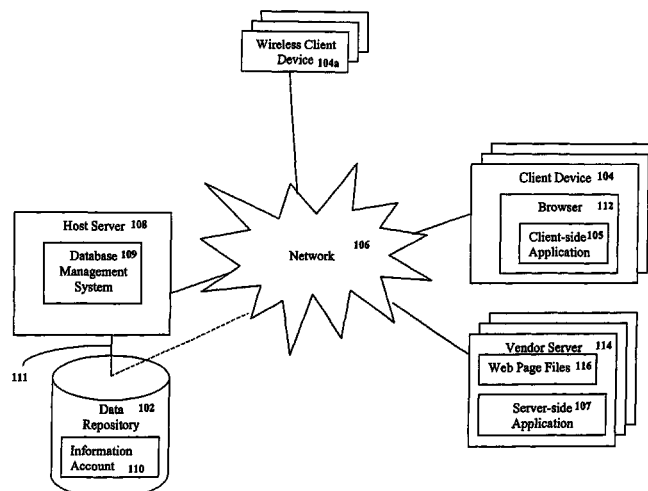 Wireless Client
Device 104a
Client Device 104
Browser 112
Client-side 105
Application
Host Server 108
Database 109
Management
System
Network 106
Vendor Server 114
Web Page Files 116
Server-side 107
Application
111
Data 102
Repository
Information
Account 110